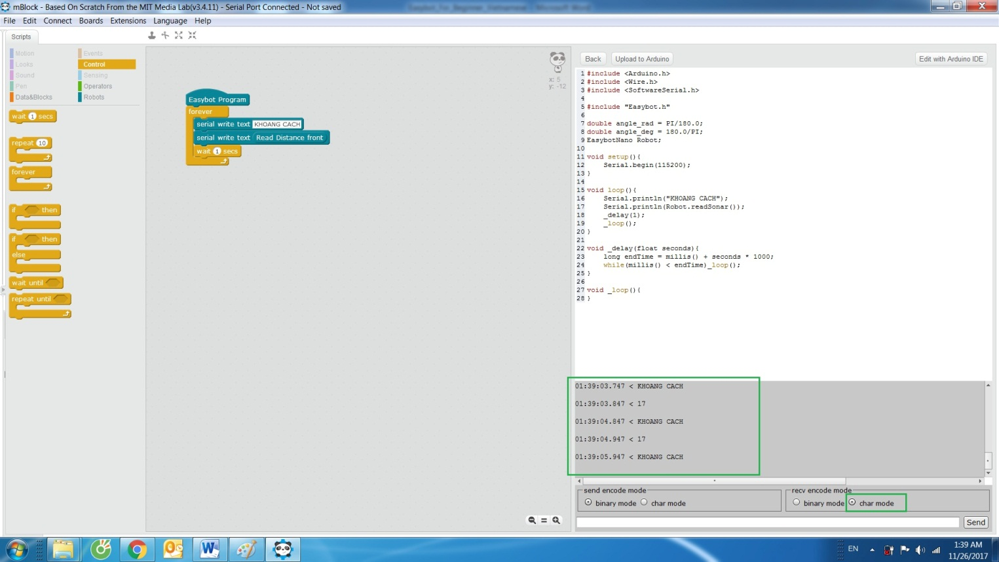 mBlock - Based On Scratch From the MIT Media Lab(v3.4.11) - Serial Port Connected - Not saved
Easybot_For_Beginner_Vietnamese - Microsoft Word
File Edit Connect Boards Extensions Language Help
Scripts
Motion Events
Looks Control
Sound Sensing
Pen Operators
Data&Blocks Robots
wait 1 secs
repeat 10
forever
if then
if then
else
wait until
repeat until
x: 5
y: -12
Easybot Program
forever
serial write text KHOANG CACH
serial write text Read Distance front
wait 1 secs
Back Upload to Arduino Edit with Arduino IDE
1 #include <Arduino.h>
2 #include <Wire.h>
3 #include <SoftwareSerial.h>
4
5 #include "Easybot.h"
6
7 double angle_rad = PI/180.0;
8 double angle_deg = 180.0/PI;
9 EasybotNano Robot;
10
11 void setup(){
12 Serial.begin(115200);
13 }
14
15 void loop(){
16 Serial.println("KHOANG CACH");
17 Serial.println(Robot.readSonar());
18 _delay(1);
19 _loop();
20 }
21
22 void _delay(float seconds){
23 long endTime = millis() + seconds * 1000;
24 while(millis() < endTime)_loop();
25 }
26
27 void _loop(){
28 }
01:39:03.747 < KHOANG CACH
01:39:03.847 < 17
01:39:04.847 < KHOANG CACH
01:39:04.947 < 17
01:39:05.947 < KHOANG CACH
send encode mode
binary mode char mode
recv encode mode
binary mode char mode
Send
EN
1:39 AM
11/26/2017